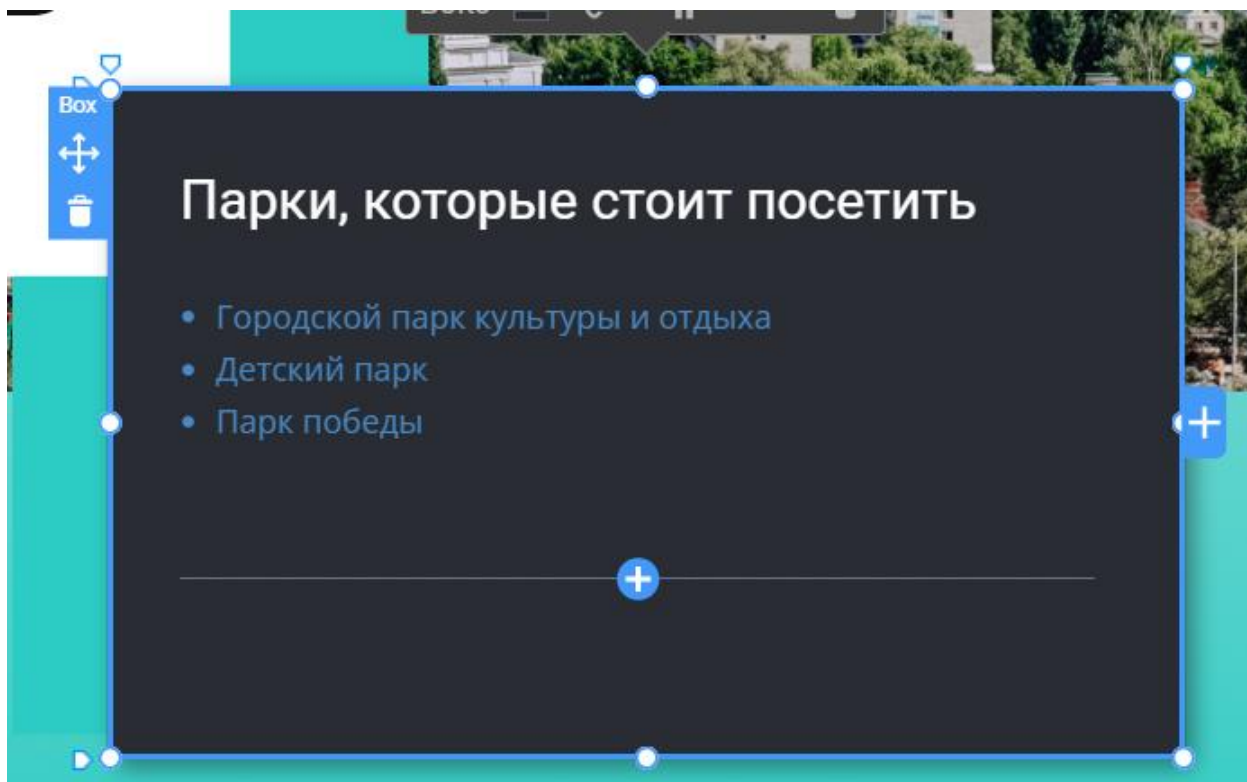 Box
Парки, которые стоит посетить
• Городской парк культуры и отдыха
• Детский парк
• Парк победы